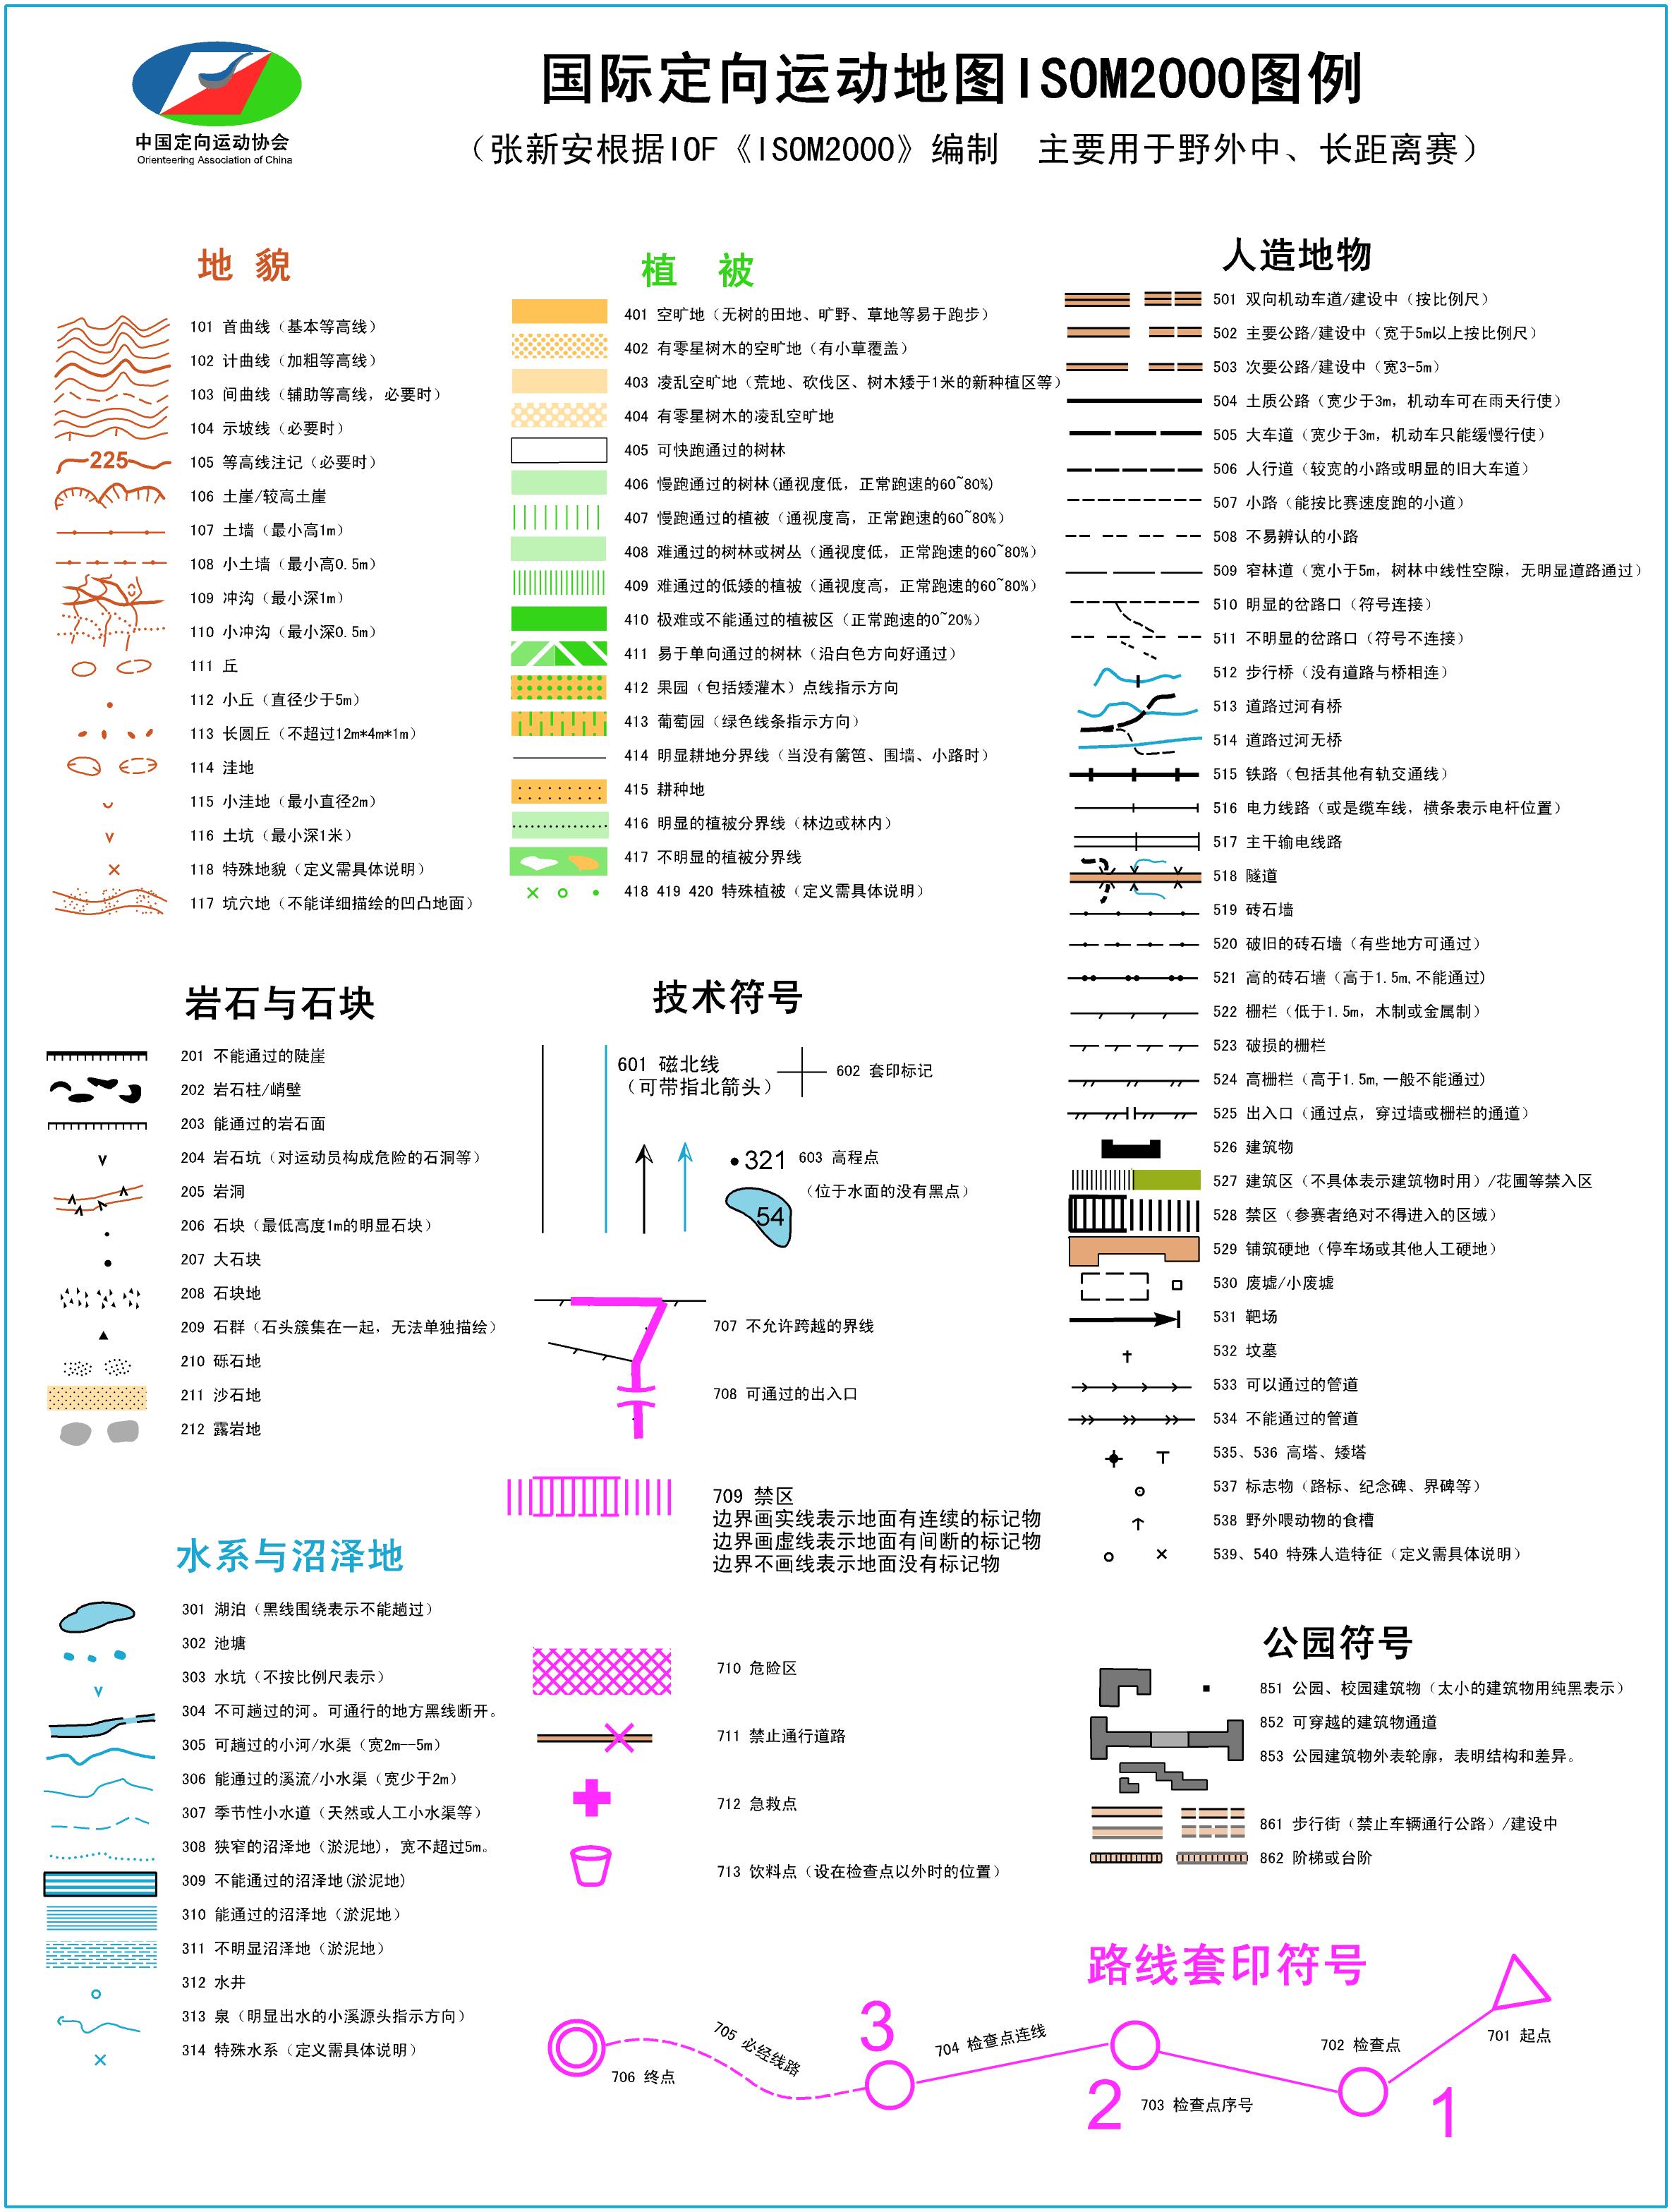 中国定向运动协会
Orienteering Association of China
国际定向运动地图ISOM2000图例
（张新安根据IOF《ISOM2000》编制　主要用于野外中、长距离赛）
地 貌
101 首曲线（基本等高线）
102 计曲线（加粗等高线）
103 间曲线（辅助等高线，必要时）
104 示坡线（必要时）
225
105 等高线注记（必要时）
106 土崖/较高土崖
107 土墙（最小高1m）
108 小土墙（最小高0.5m）
109 冲沟（最小深1m）
110 小冲沟（最小深0.5m）
111 丘
112 小丘（直径少于5m）
113 长圆丘（不超过12m*4m*1m）
114 洼地
115 小洼地（最小直径2m）
116 土坑（最小深1米）
118 特殊地貌（定义需具体说明）
117 坑穴地（不能详细描绘的凹凸地面）
岩石与石块
201 不能通过的陡崖
202 岩石柱/峭壁
203 能通过的岩石面
204 岩石坑（对运动员构成危险的石洞等）
205 岩洞
206 石块（最低高度1m的明显石块）
207 大石块
208 石块地
209 石群（石头簇集在一起，无法单独描绘）
210 砾石地
211 沙石地
212 露岩地
水系与沼泽地
301 湖泊（黑线围绕表示不能趟过）
302 池塘
303 水坑（不按比例尺表示）
304 不可趟过的河。可通行的地方黑线断开。
305 可趟过的小河/水渠（宽2m--5m）
306 能通过的溪流/小水渠（宽少于2m）
307 季节性小水道（天然或人工小水渠等）
308 狭窄的沼泽地（淤泥地），宽不超过5m。
309 不能通过的沼泽地(淤泥地)
310 能通过的沼泽地（淤泥地）
311 不明显沼泽地（淤泥地）
312 水井
313 泉（明显出水的小溪源头指示方向）
314 特殊水系（定义需具体说明）
植　被
401 空旷地（无树的田地、旷野、草地等易于跑步）
402 有零星树木的空旷地（有小草覆盖）
403 凌乱空旷地（荒地、砍伐区、树木矮于1米的新种植区等）
404 有零星树木的凌乱空旷地
405 可快跑通过的树林
406 慢跑通过的树林(通视度低，正常跑速的60~80%)
407 慢跑通过的植被（通视度高，正常跑速的60~80%）
408 难通过的树林或树丛（通视度低，正常跑速的60~80%）
409 难通过的低矮的植被（通视度高，正常跑速的60~80%）
410 极难或不能通过的植被区（正常跑速的0~20%）
411 易于单向通过的树林（沿白色方向好通过）
412 果园（包括矮灌木）点线指示方向
413 葡萄园（绿色线条指示方向）
414 明显耕地分界线（当没有篱笆、围墙、小路时）
415 耕种地
416 明显的植被分界线（林边或林内）
417 不明显的植被分界线
418 419 420 特殊植被（定义需具体说明）
技术符号
601 磁北线
（可带指北箭头）
602 套印标记
321
603 高程点
（位于水面的没有黑点）
54
707 不允许跨越的界线
708 可通过的出入口
709 禁区
边界画实线表示地面有连续的标记物
边界画虚线表示地面有间断的标记物
边界不画线表示地面没有标记物
710 危险区
711 禁止通行道路
712 急救点
713 饮料点（设在检查点以外时的位置）
人造地物
501 双向机动车道/建设中（按比例尺）
502 主要公路/建设中（宽于5m以上按比例尺）
503 次要公路/建设中（宽3-5m）
504 土质公路（宽少于3m，机动车可在雨天行使）
505 大车道（宽少于3m，机动车只能缓慢行使）
506 人行道（较宽的小路或明显的旧大车道）
507 小路（能按比赛速度跑的小道）
508 不易辨认的小路
509 窄林道（宽小于5m，树林中线性空隙，无明显道路通过）
510 明显的岔路口（符号连接）
511 不明显的岔路口（符号不连接）
512 步行桥（没有道路与桥相连）
513 道路过河有桥
514 道路过河无桥
515 铁路（包括其他有轨交通线）
516 电力线路（或是缆车线，横条表示电杆位置）
517 主干输电线路
518 隧道
519 砖石墙
520 破旧的砖石墙（有些地方可通过）
521 高的砖石墙（高于1.5m,不能通过)
522 栅栏（低于1.5m，木制或金属制）
523 破损的栅栏
524 高栅栏（高于1.5m,一般不能通过)
525 出入口（通过点，穿过墙或栅栏的通道）
526 建筑物
527 建筑区（不具体表示建筑物时用）/花圃等禁入区
528 禁区（参赛者绝对不得进入的区域）
529 铺筑硬地（停车场或其他人工硬地）
530 废墟/小废墟
531 靶场
532 坟墓
533 可以通过的管道
534 不能通过的管道
535、536 高塔、矮塔
537 标志物（路标、纪念碑、界碑等）
538 野外喂动物的食槽
539、540 特殊人造特征（定义需具体说明）
公园符号
851 公园、校园建筑物（太小的建筑物用纯黑表示）
852 可穿越的建筑物通道
853 公园建筑物外表轮廓，表明结构和差异。
861 步行街（禁止车辆通行公路）/建设中
862 阶梯或台阶
路线套印符号
706 终点
705 必经线路
3
704 检查点连线
2
703 检查点序号
702 检查点
1
701 起点